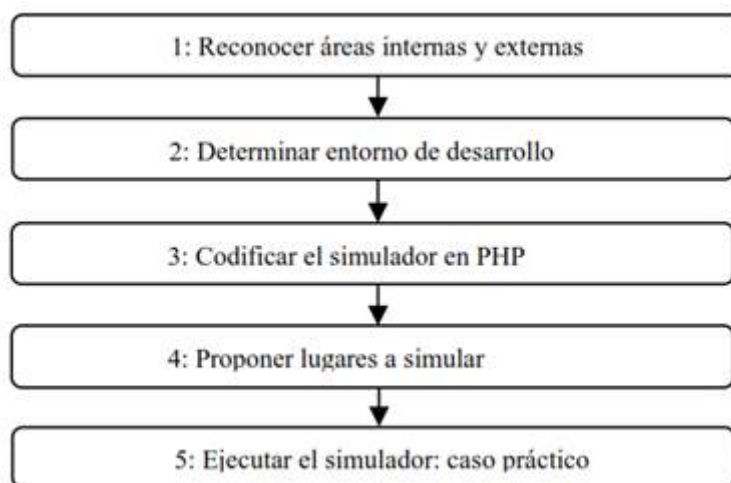 1: Reconocer áreas internas y externas
2: Determinar entorno de desarrollo
3: Codificar el simulador en PHP
4: Proponer lugares a simular
5: Ejecutar el simulador: caso práctico